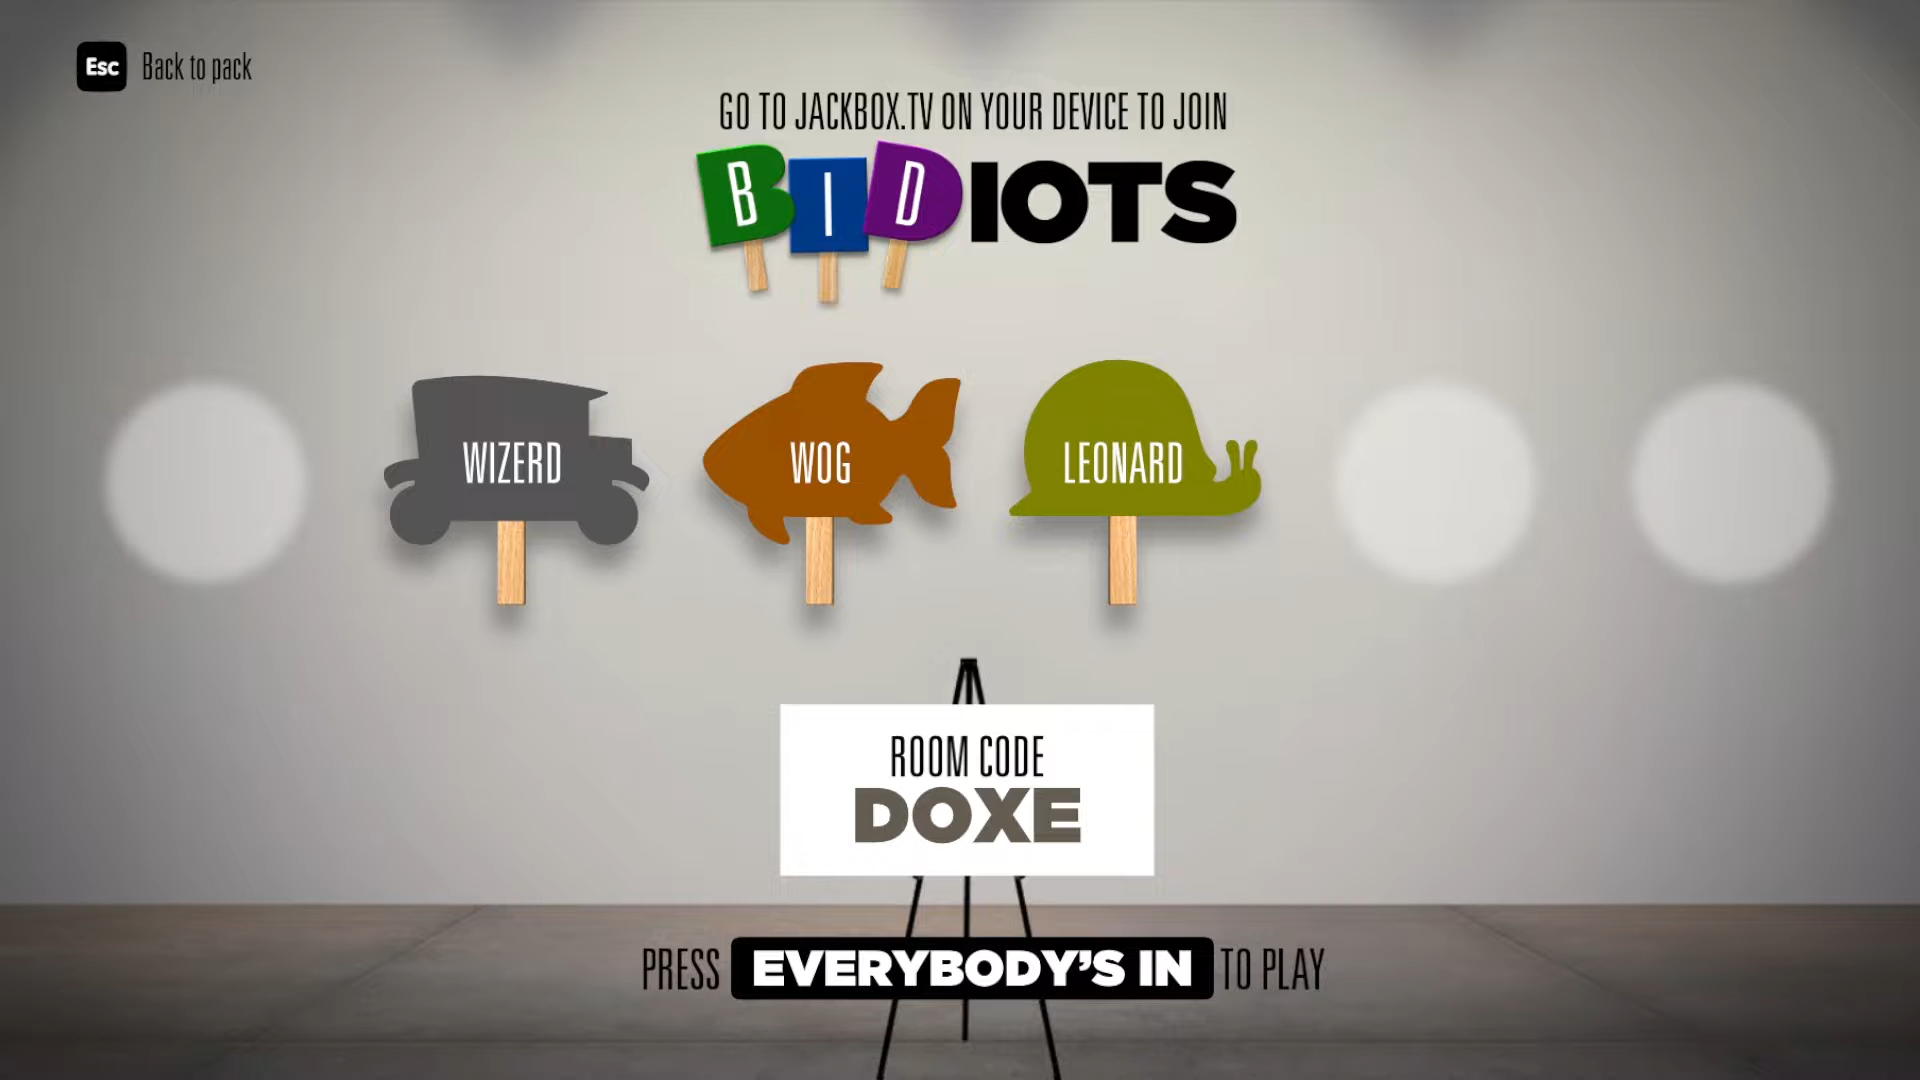 Esc Back to pack
GO TO JACKBOX.TV ON YOUR DEVICE TO JOIN
BIDIOTS
WIZERD
WOG
LEONARD
ROOM CODE
DOXE
PRESS EVERYBODY'S IN TO PLAY